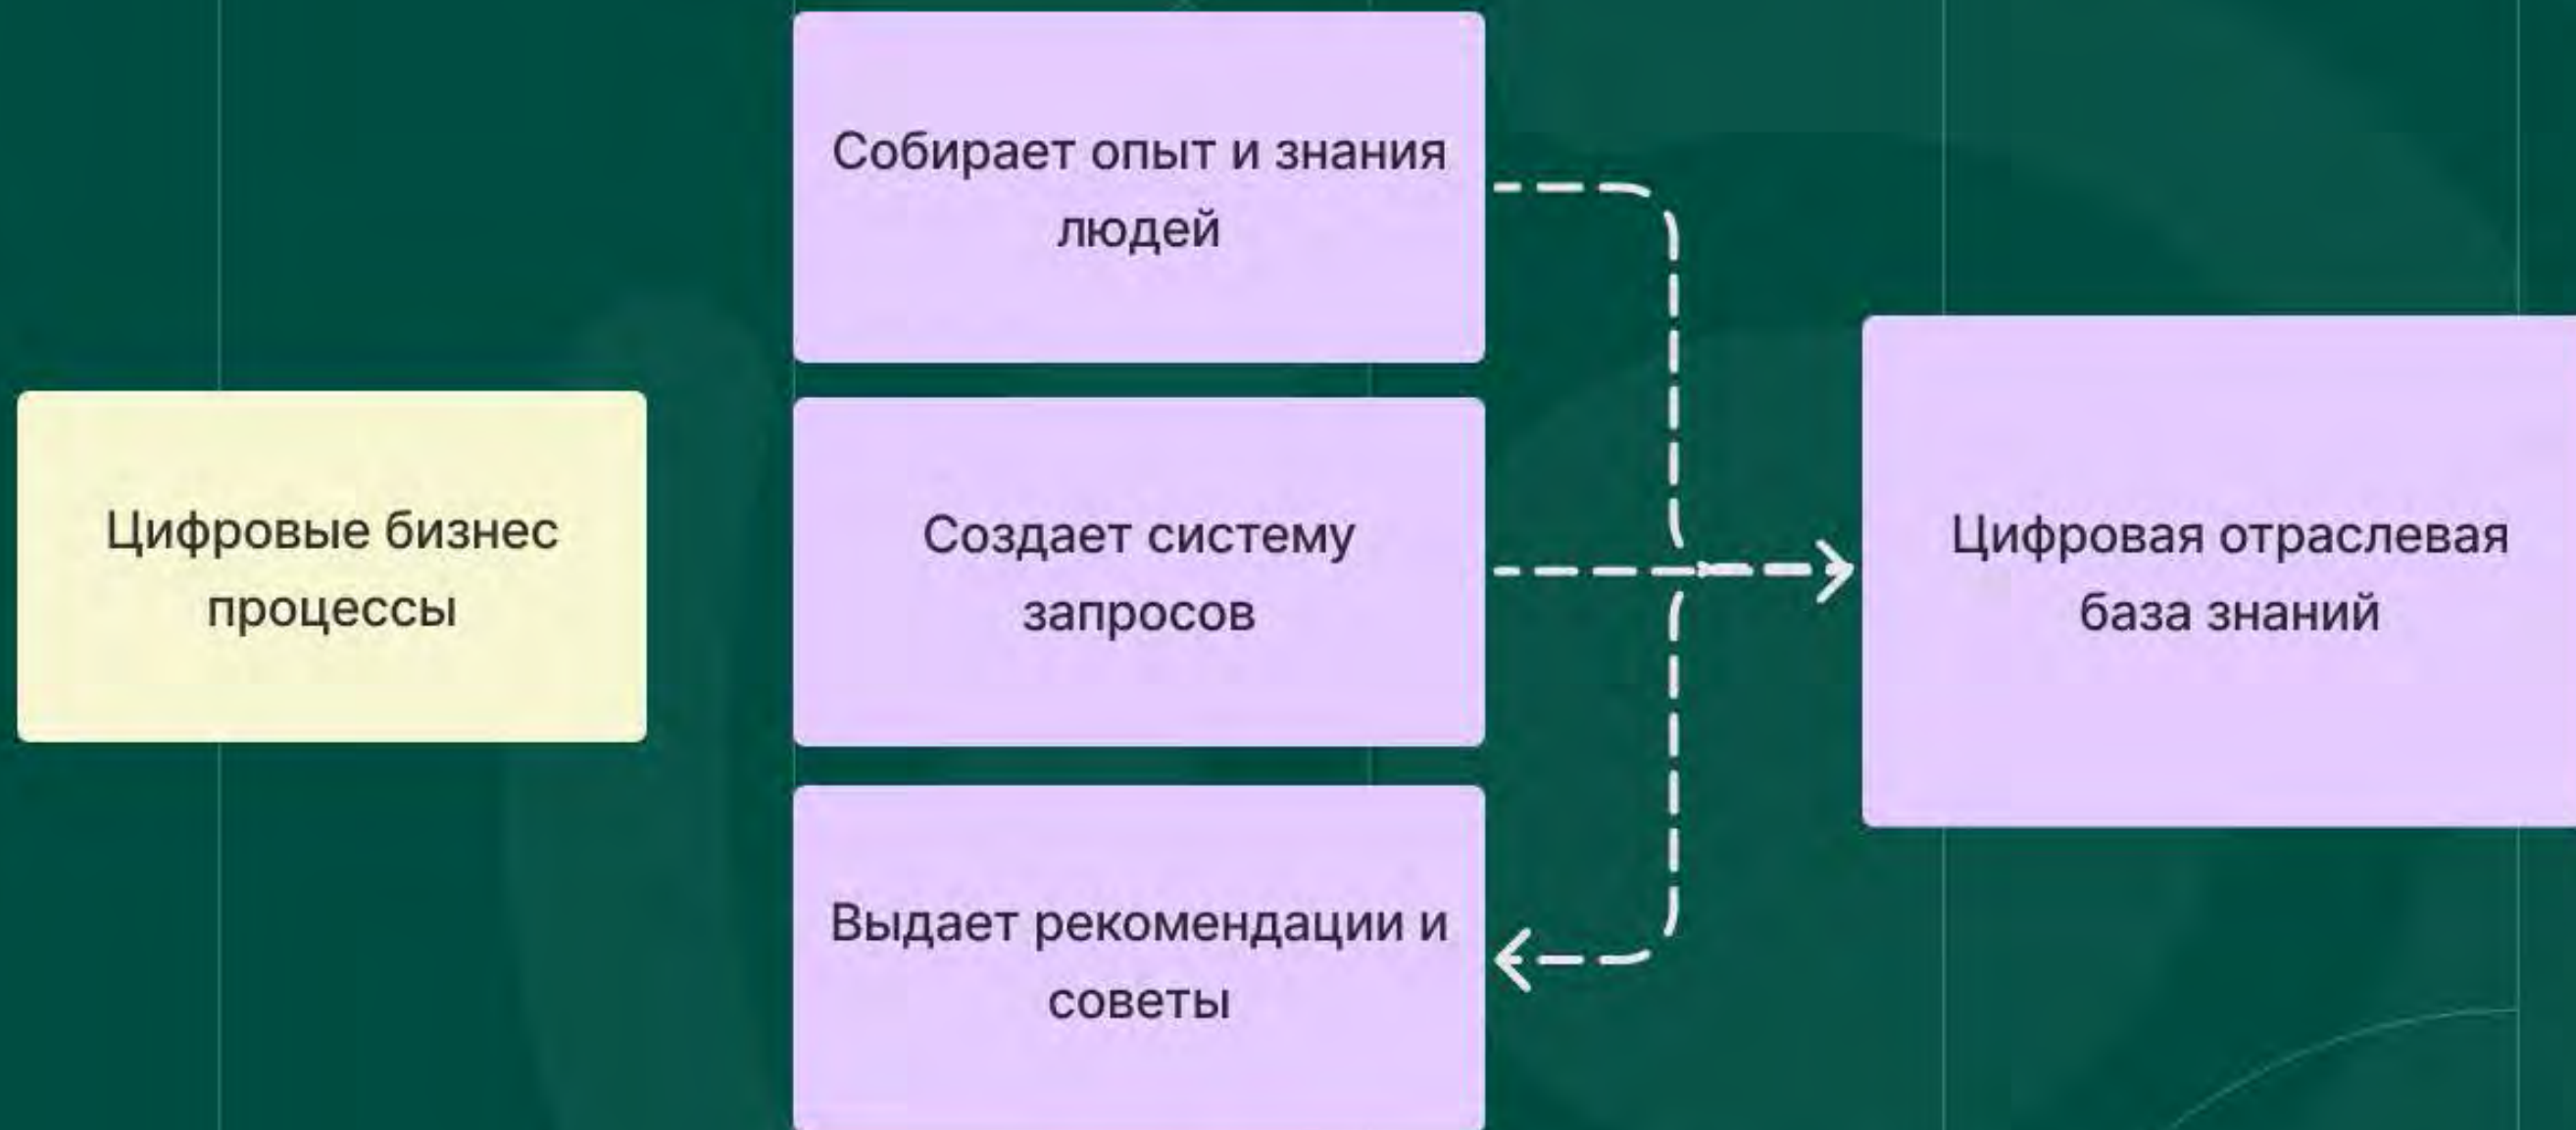 Собирает опыт и знания
людей
Цифровые бизнес
процессы
Создает систему
запросов
Цифровая отраслевая
база знаний
Выдает рекомендации и
советы